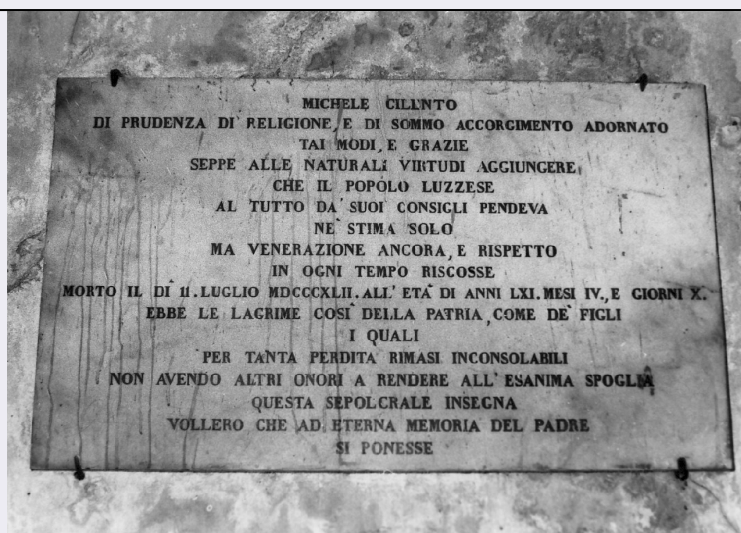 MICHELE CILENTO
DI PRUDENZA DI RELIGIONE, E DI SOMMO ACCORGIMENTO ADORNATO
TAI MODI, E GRAZIE
SEPPE ALLE NATURALI VIRTUDI AGGIUNGERE
CHE IL POPOLO LUZZESE
AL TUTTO DA' SUOI CONSIGLI PENDEVA
NE' STIMA SOLO
MA VENERAZIONE ANCORA, E RISPETTO
IN OGNI TEMPO RISCOSSE
MORTO IL DI' 11. LUGLIO MDCCCXLII. ALL' ETA' DI ANNI LXI. MESI IV., E GIORNI X.
EBBE LE LAGRIME COSI' DELLA PATRIA, COME DE' FIGLI
I QUALI
PER TANTA PERDITA RIMASI INCONSOLABILI
NON AVENDO ALTRI ONORI A RENDERE ALL' ESANIMA SPOGLIA
QUESTA SEPOLCRALE INSEGNA
VOLLERO CHE AD ETERNA MEMORIA DEL PADRE
SI PONESSE